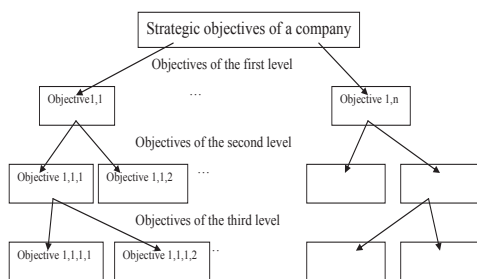 Strategic objectives of a company
Objectives of the first level
Objective1,1
...
Objective 1,n
Objectives of the second level
Objective 1,1,1
Objective 1,1,2
...
Objectives of the third level
Objective 1,1,1,1
Objective 1,1,1,2
..